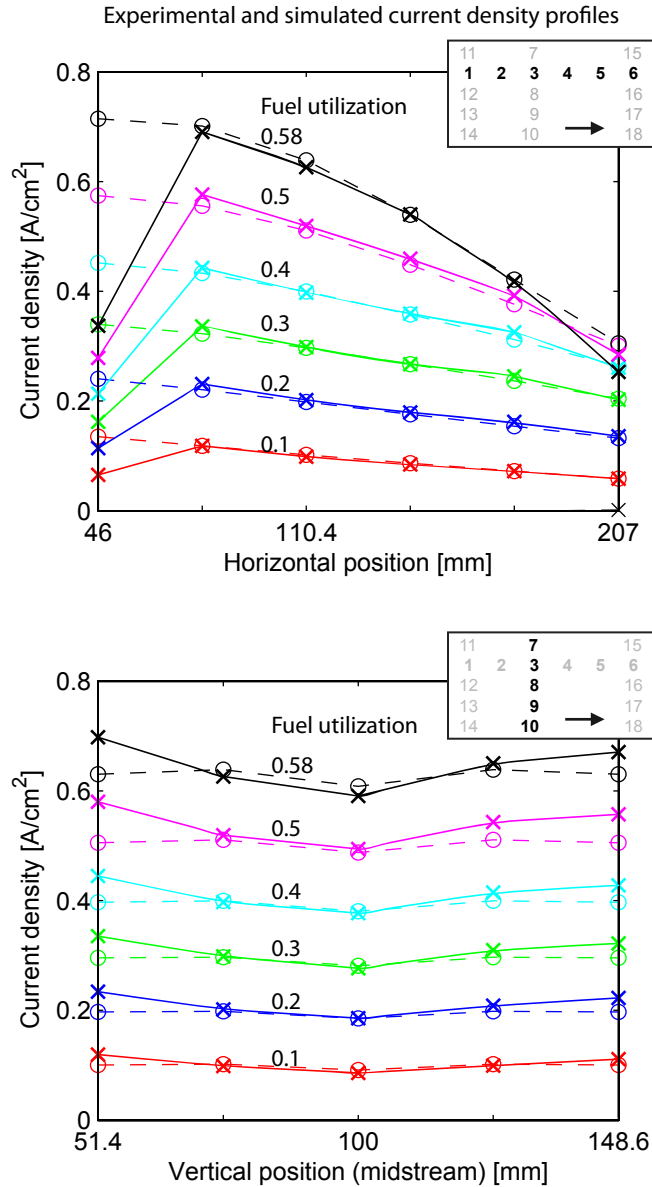 Experimental and simulated current density profiles
11 7 15
1 2 3 4 5 6
12 8 16
13 9 17
14 10 18
0.8
0.6
0.4
0.2
0
Current density [A/cm²]
Fuel utilization
0.58
0.5
0.4
0.3
0.2
0.1
46 110.4 207
Horizontal position [mm]
11 7 15
1 2 3 4 5 6
12 8 16
13 9 17
14 10 18
0.8
0.6
0.4
0.2
0
Current density [A/cm²]
Fuel utilization
0.58
0.5
0.4
0.3
0.2
0.1
51.4 100 148.6
Vertical position (midstream) [mm]